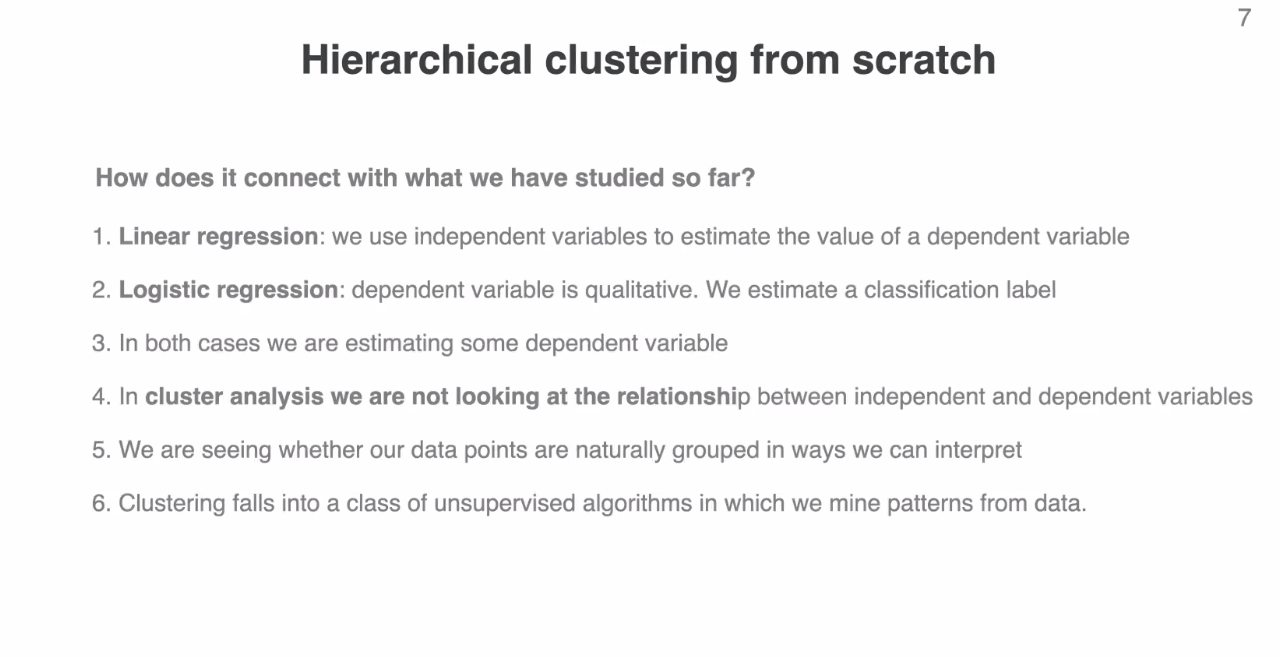 7
Hierarchical clustering from scratch
How does it connect with what we have studied so far?
1. Linear regression: we use independent variables to estimate the value of a dependent variable
2. Logistic regression: dependent variable is qualitative. We estimate a classification label
3. In both cases we are estimating some dependent variable
4. In cluster analysis we are not looking at the relationship between independent and dependent variables
5. We are seeing whether our data points are naturally grouped in ways we can interpret
6. Clustering falls into a class of unsupervised algorithms in which we mine patterns from data.